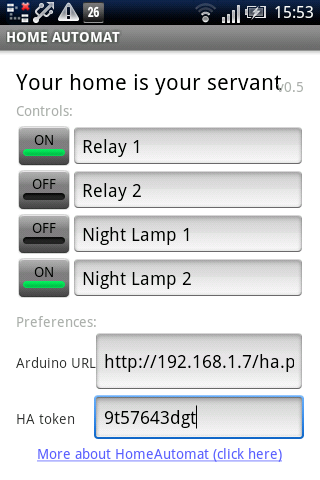 26 15:53
HOME AUTOMAT
Your home is your servant v0.5
Controls:
ON Relay 1
OFF Relay 2
OFF Night Lamp 1
ON Night Lamp 2
Preferences:
Arduino URL http://192.168.1.7/ha.p
HA token 9t57643dgt
More about HomeAutomat (click here)